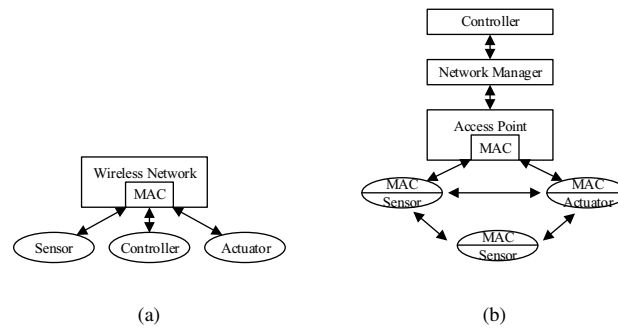 Controller
Network Manager
Access Point
MAC
MAC
Sensor
MAC
Actuator
MAC
Sensor
Wireless Network
MAC
Sensor
Controller
Actuator
(a)
(b)